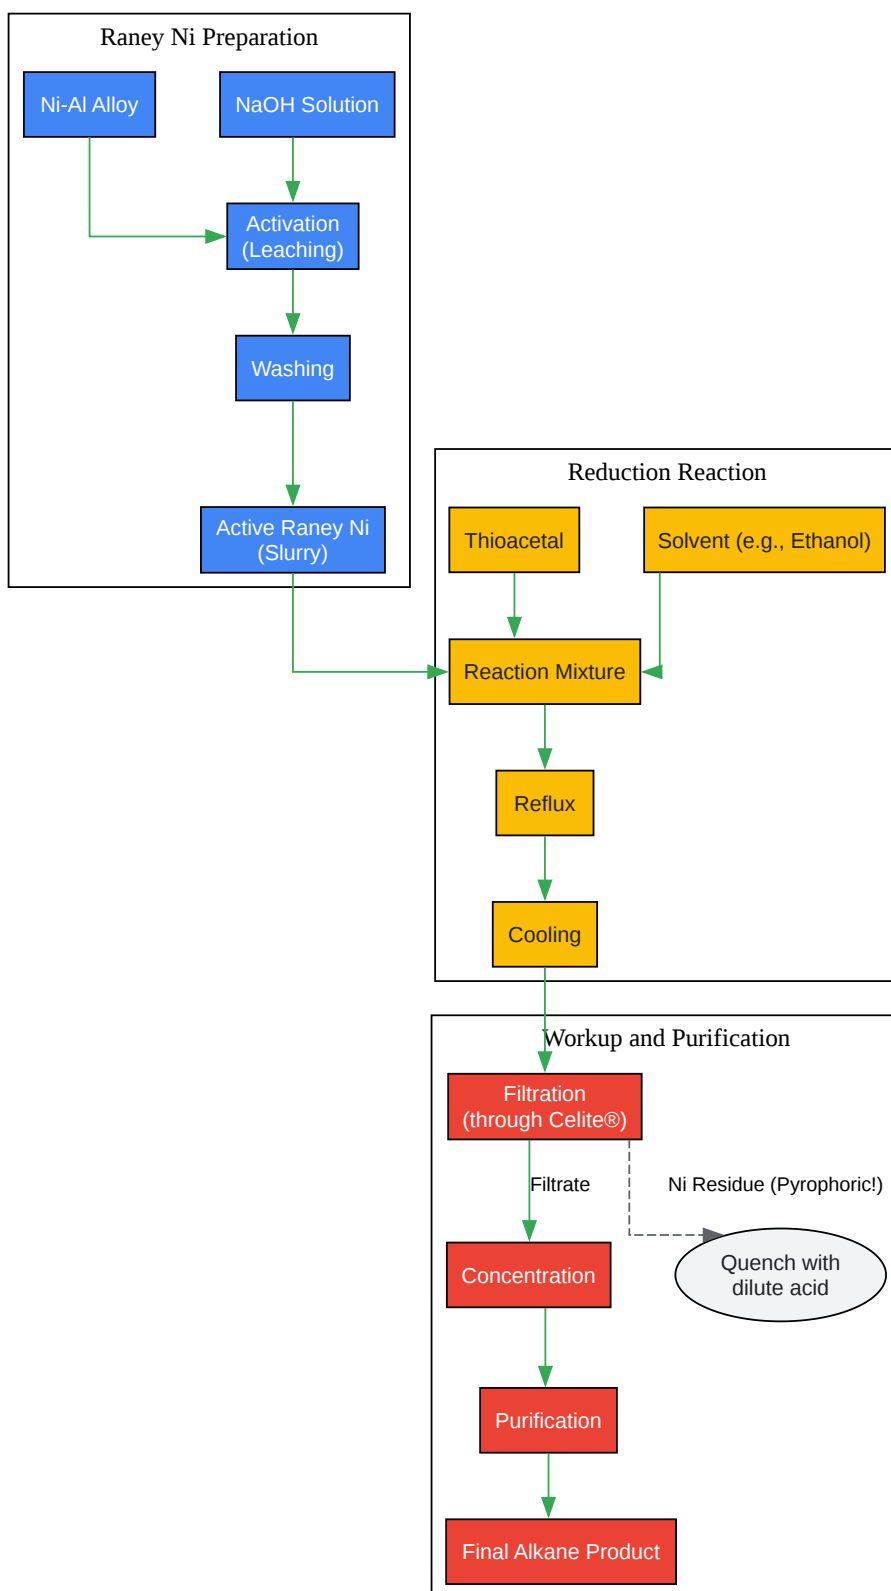 Raney Ni Preparation
Ni-Al Alloy
NaOH Solution
Activation
(Leaching)
Washing
Active Raney Ni
(Slurry)
Reduction Reaction
Thioacetal
Solvent (e.g., Ethanol)
Reaction Mixture
Reflux
Cooling
Workup and Purification
Filtration
(through Celite®)
Filtrate
Ni Residue (Pyrophoric!)
Concentration
Quench with
dilute acid
Purification
Final Alkane Product